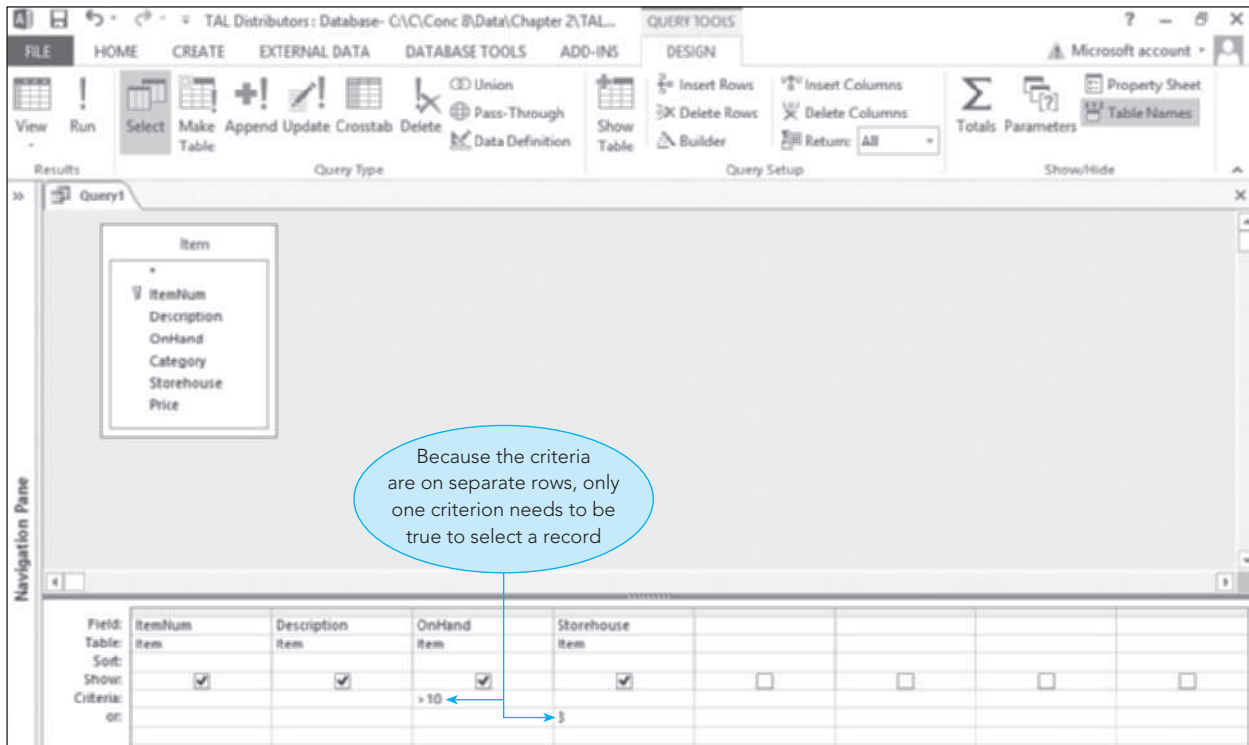 TAL Distributors : Database- C:\C\Conc 8\Data\Chapter 2\TAL... QUERY TOOLS ?
FILE HOME CREATE EXTERNAL DATA DATABASE TOOLS ADD-INS DESIGN Microsoft account
View Run Select Make Table Append Update Crosstab Delete
Union
Pass-Through
Data Definition
Show Table
Insert Rows
Delete Rows
Builder
Insert Columns
Delete Columns
Return: All
Totals Parameters
Property Sheet
Table Names
Results Query Type Query Setup Show/Hide
» Query1
Navigation Pane
Item
*
ItemNum
Description
OnHand
Category
Storehouse
Price
Because the criteria
are on separate rows, only
one criterion needs to be
true to select a record
Field: ItemNum Description OnHand Storehouse
Table: Item Item Item Item
Sort:
Show:
Criteria: >10
or: 3